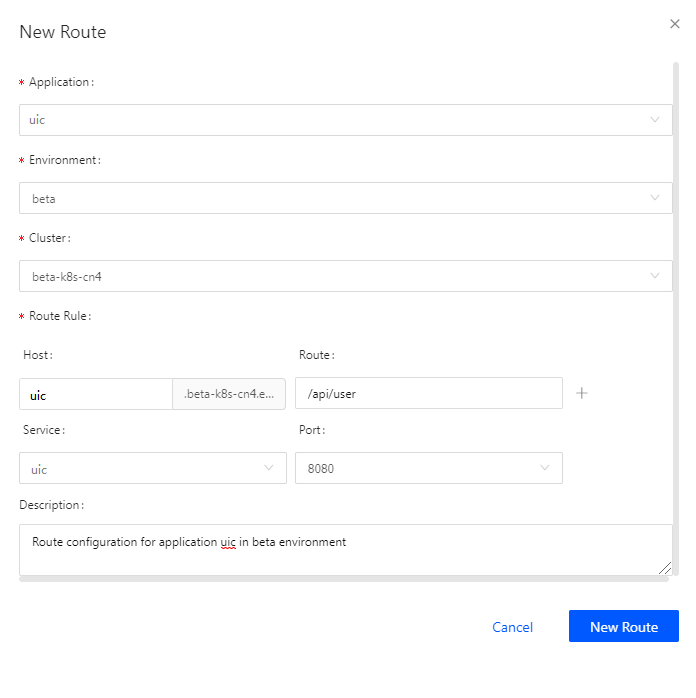 New Route
* Application:
uic
* Environment:
beta
* Cluster:
beta-k8s-cn4
* Route Rule:
Host: Route:
uic .beta-k8s-cn4.e... /api/user
Service: Port:
uic 8080
Description:
Route configuration for application uic in beta environment
Cancel New Route